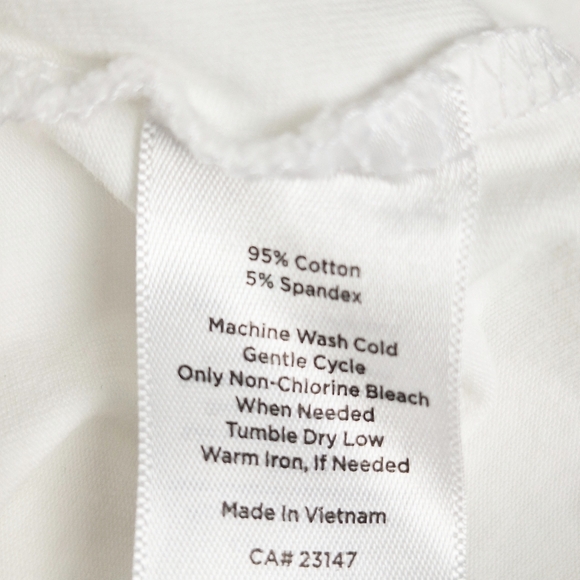 95% Cotton
5% Spandex
Machine Wash Cold
Gentle Cycle
Only Non-Chlorine Bleach
When Needed
Tumble Dry Low
Warm Iron, If Needed
Made In Vietnam
CA# 23147